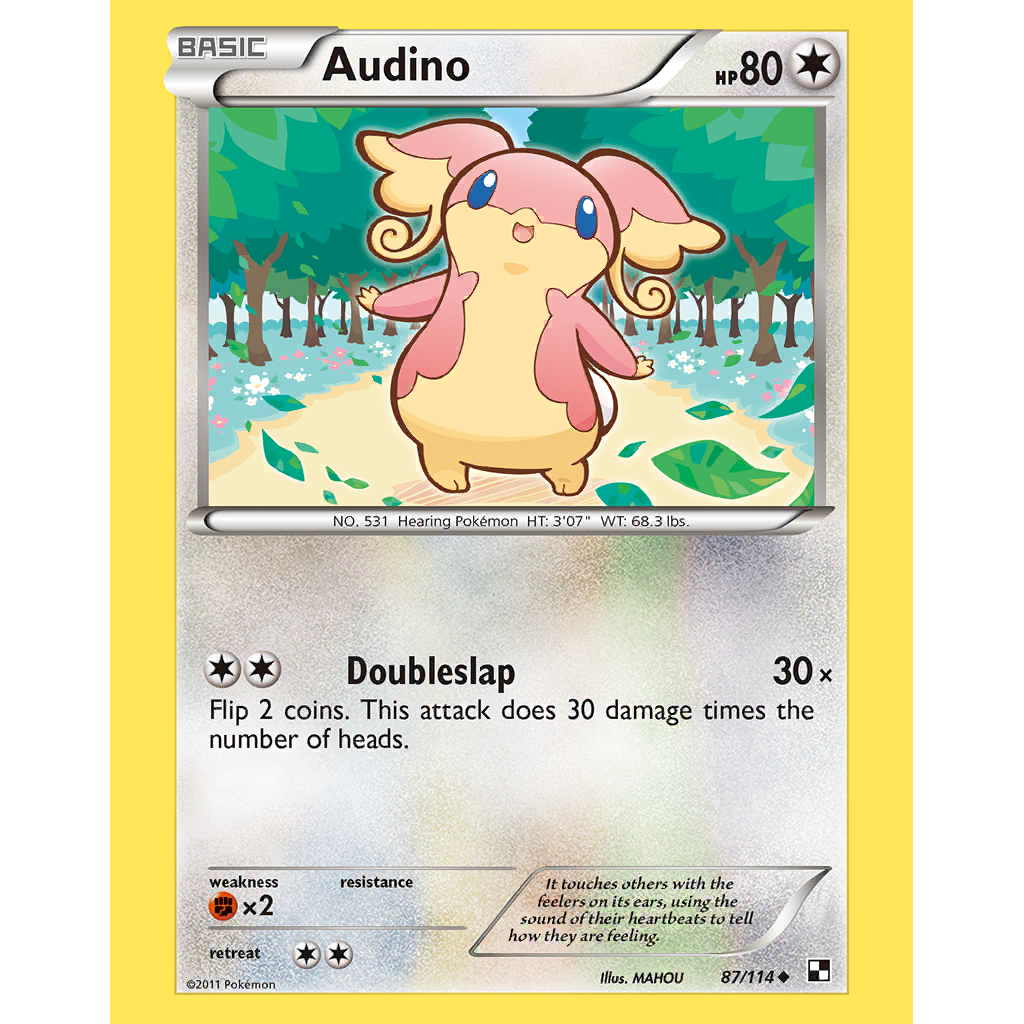 BASIC
Audino
HP80
NO. 531 Hearing Pokémon HT: 3'07" WT: 68.3 lbs.
Doubleslap 30×
Flip 2 coins. This attack does 30 damage times the
number of heads.
weakness resistance
×2
It touches others with the
feelers on its ears, using the
sound of their heartbeats to tell
how they are feeling.
retreat
Illus. MAHOU 87/114
©2011 Pokémon